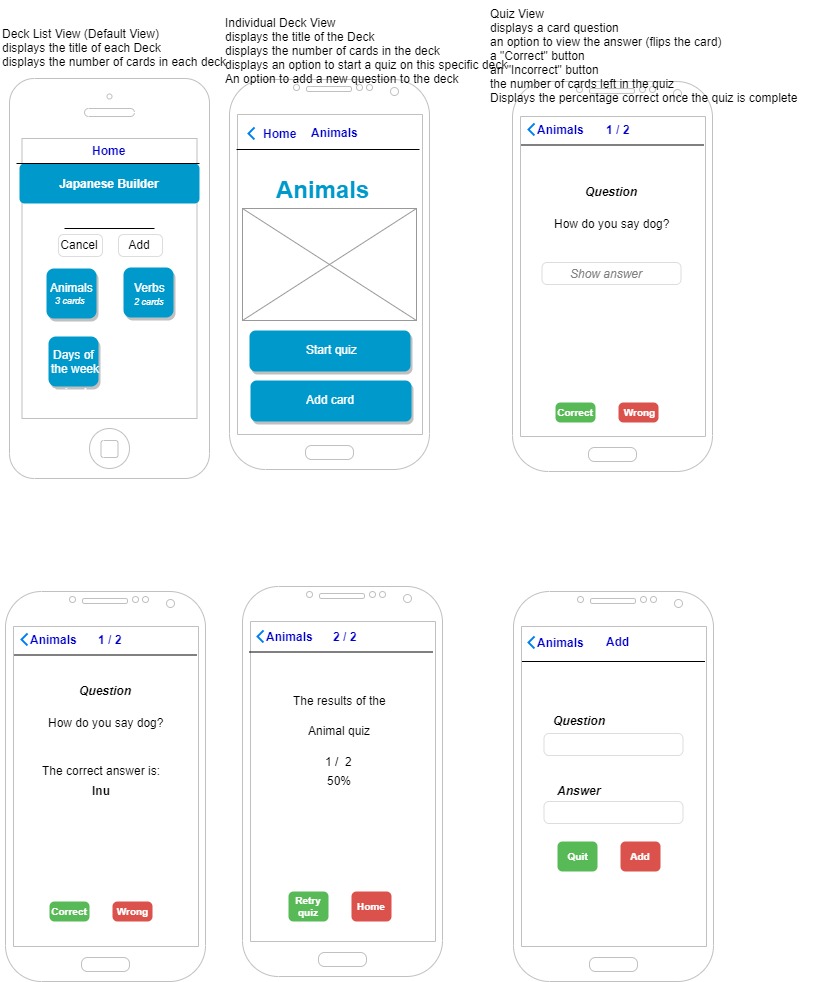 Deck List View (Default View)
displays the title of each Deck
displays the number of cards in each deck
Individual Deck View
displays the title of the Deck
displays the number of cards in the deck
displays an option to start a quiz on this specific deck
An option to add a new question to the deck
Quiz View
displays a card question
an option to view the answer (flips the card)
a "Correct" button
an "Incorrect" button
the number of cards left in the quiz
Displays the percentage correct once the quiz is complete
Home
Japanese Builder
Cancel
Add
Animals
3 cards
Verbs
2 cards
Days of
the week
Home Animals
Animals
Start quiz
Add card
Animals 1 / 2
Question
How do you say dog?
Show answer
Correct
Wrong
Animals 1 / 2
Question
How do you say dog?
The correct answer is:
Inu
Correct
Wrong
Animals 2 / 2
The results of the
Animal quiz
1 / 2
50%
Retry
quiz
Home
Animals Add
Question
Answer
Quit
Add